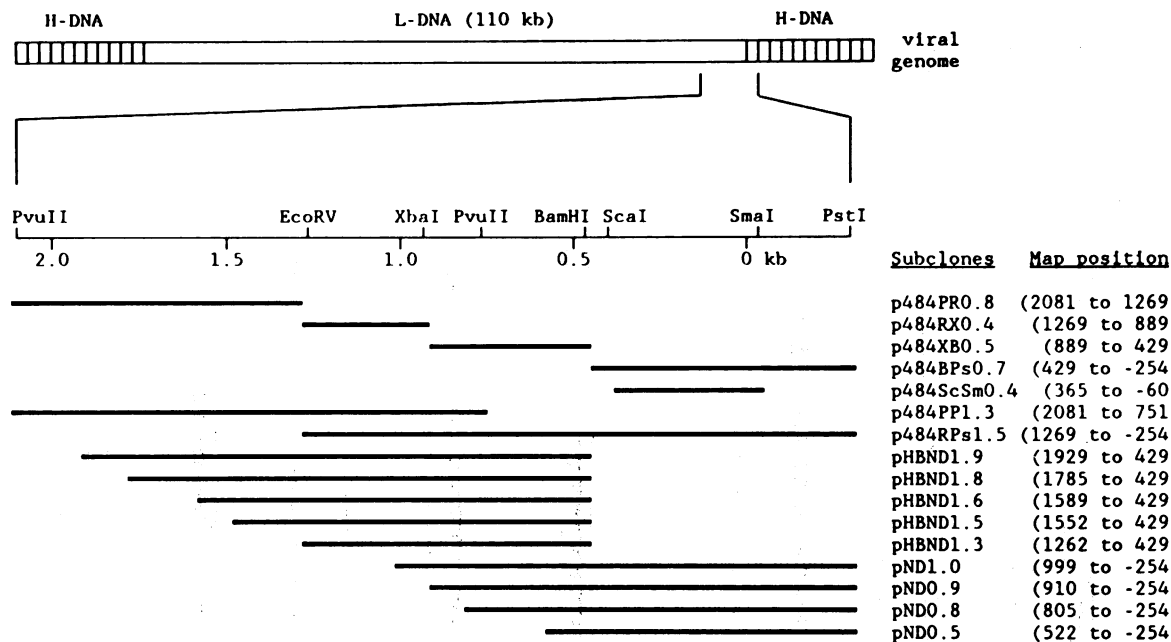 H-DNA L-DNA (110 kb) H-DNA
viral
genome
PvuII EcoRV XbaI PvuII BamHI ScaI SmaI PstI
2.0 1.5 1.0 0.5 0 kb
Subclones Map position
p484PR0.8 (2081 to 1269
p484RX0.4 (1269 to 889
p484XB0.5 (889 to 429
p484BPs0.7 (429 to -254
p484ScSm0.4 (365 to -60
p484PP1.3 (2081 to 751
p484RPs1.5 (1269 to -254
pHBND1.9 (1929 to 429
pHBND1.8 (1785 to 429
pHBND1.6 (1589 to 429
pHBND1.5 (1552 to 429
pHBND1.3 (1262 to 429
pND1.0 (999 to -254
pND0.9 (910 to -254
pND0.8 (805 to -254
pND0.5 (522 to -254